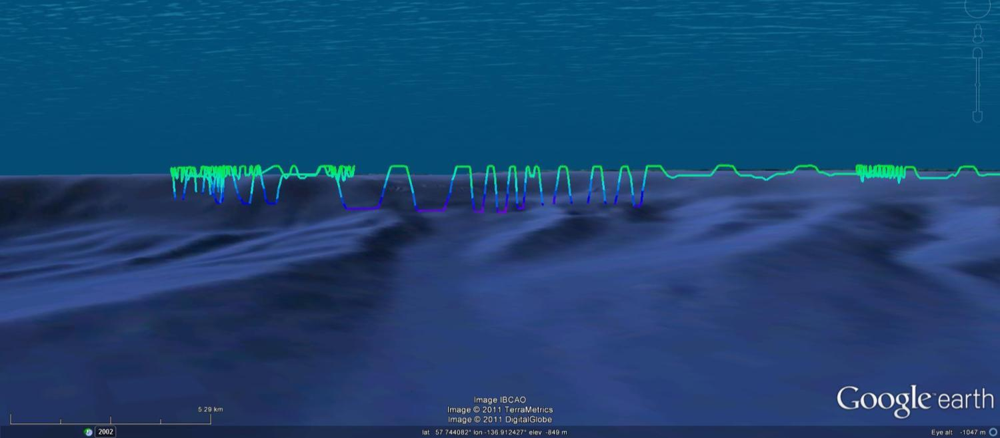 Google earth
5.29 km
Image IBCAO
Image © 2011 TerraMetrics
Image © 2011 DigitalGlobe
2002
lat 57.744082° lon -136.912427° elev -849 m
Eye alt -1047 m